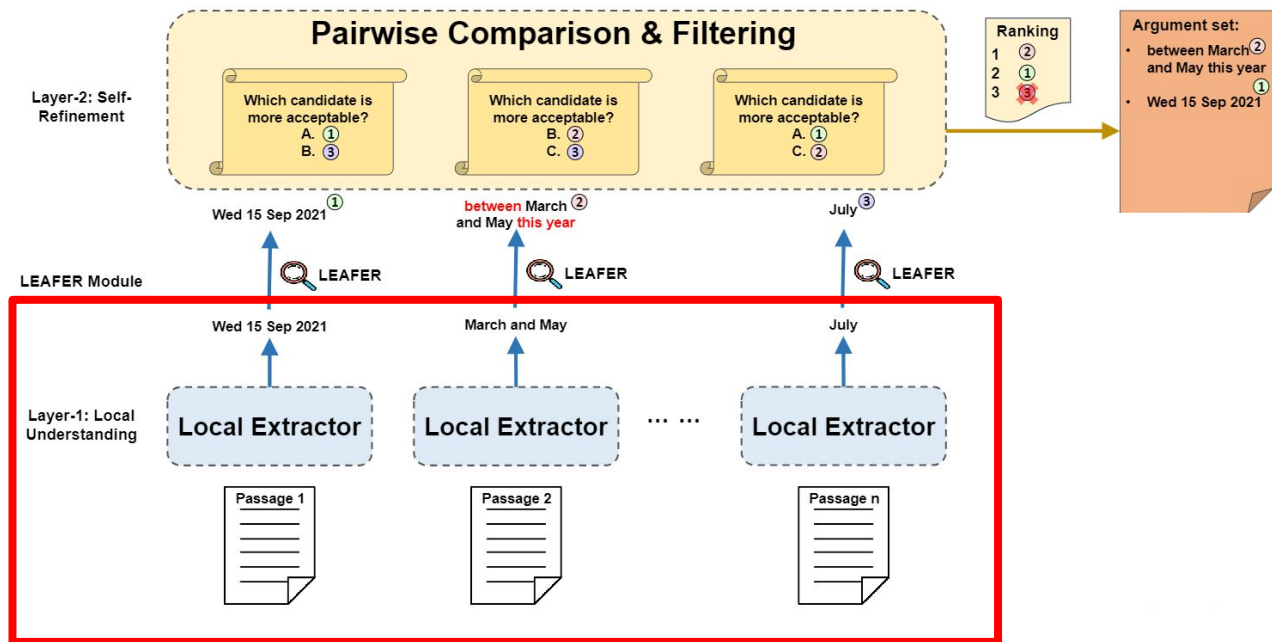 Pairwise Comparison & Filtering
Layer-2: Self-
Refinement
Which candidate is
more acceptable?
A. 1
B. 3
Which candidate is
more acceptable?
B. 2
C. 3
Which candidate is
more acceptable?
A. 1
C. 2
Ranking
1 2
2 1
3 3
Argument set:
• between March 2
and May this year
1
• Wed 15 Sep 2021
Wed 15 Sep 2021 1
between March 2
and May this year
July 3
LEAFER Module
LEAFER
LEAFER
LEAFER
Wed 15 Sep 2021
March and May
July
Layer-1: Local
Understanding
Local Extractor
Local Extractor
... ...
Local Extractor
Passage 1
Passage 2
Passage n